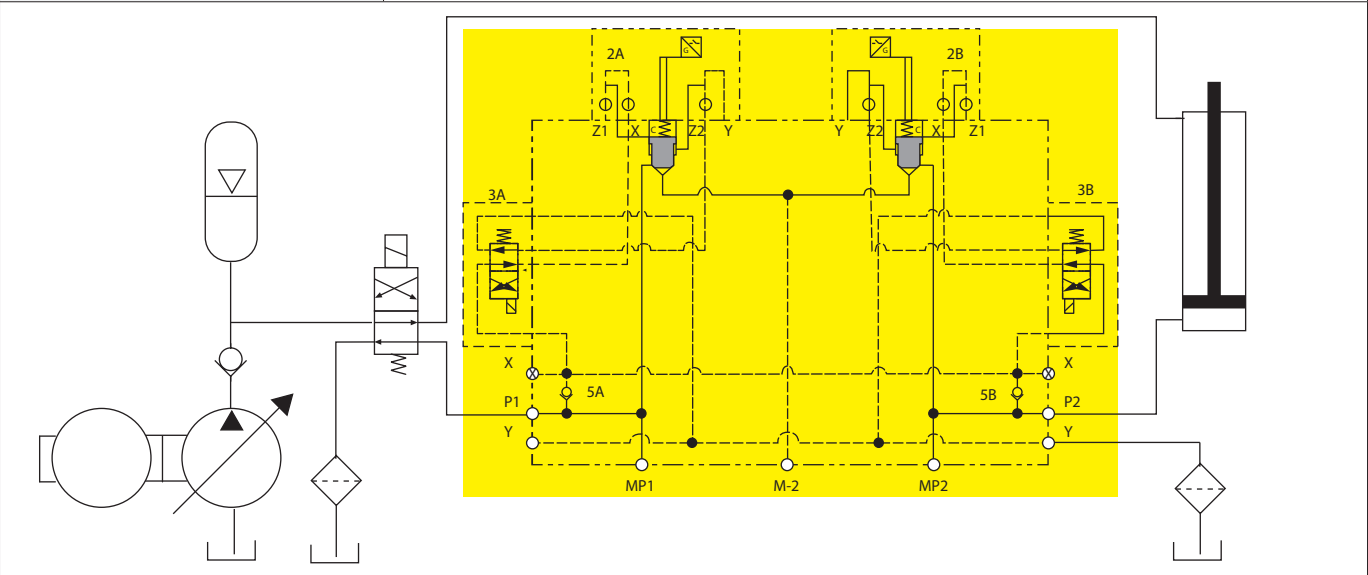 2A 2B
G G
Z1 X C Z2 Y Y Z2 C X Z1
3A 3B
X X
5A 5B
P1 P2
Y Y
MP1 M-2 MP2